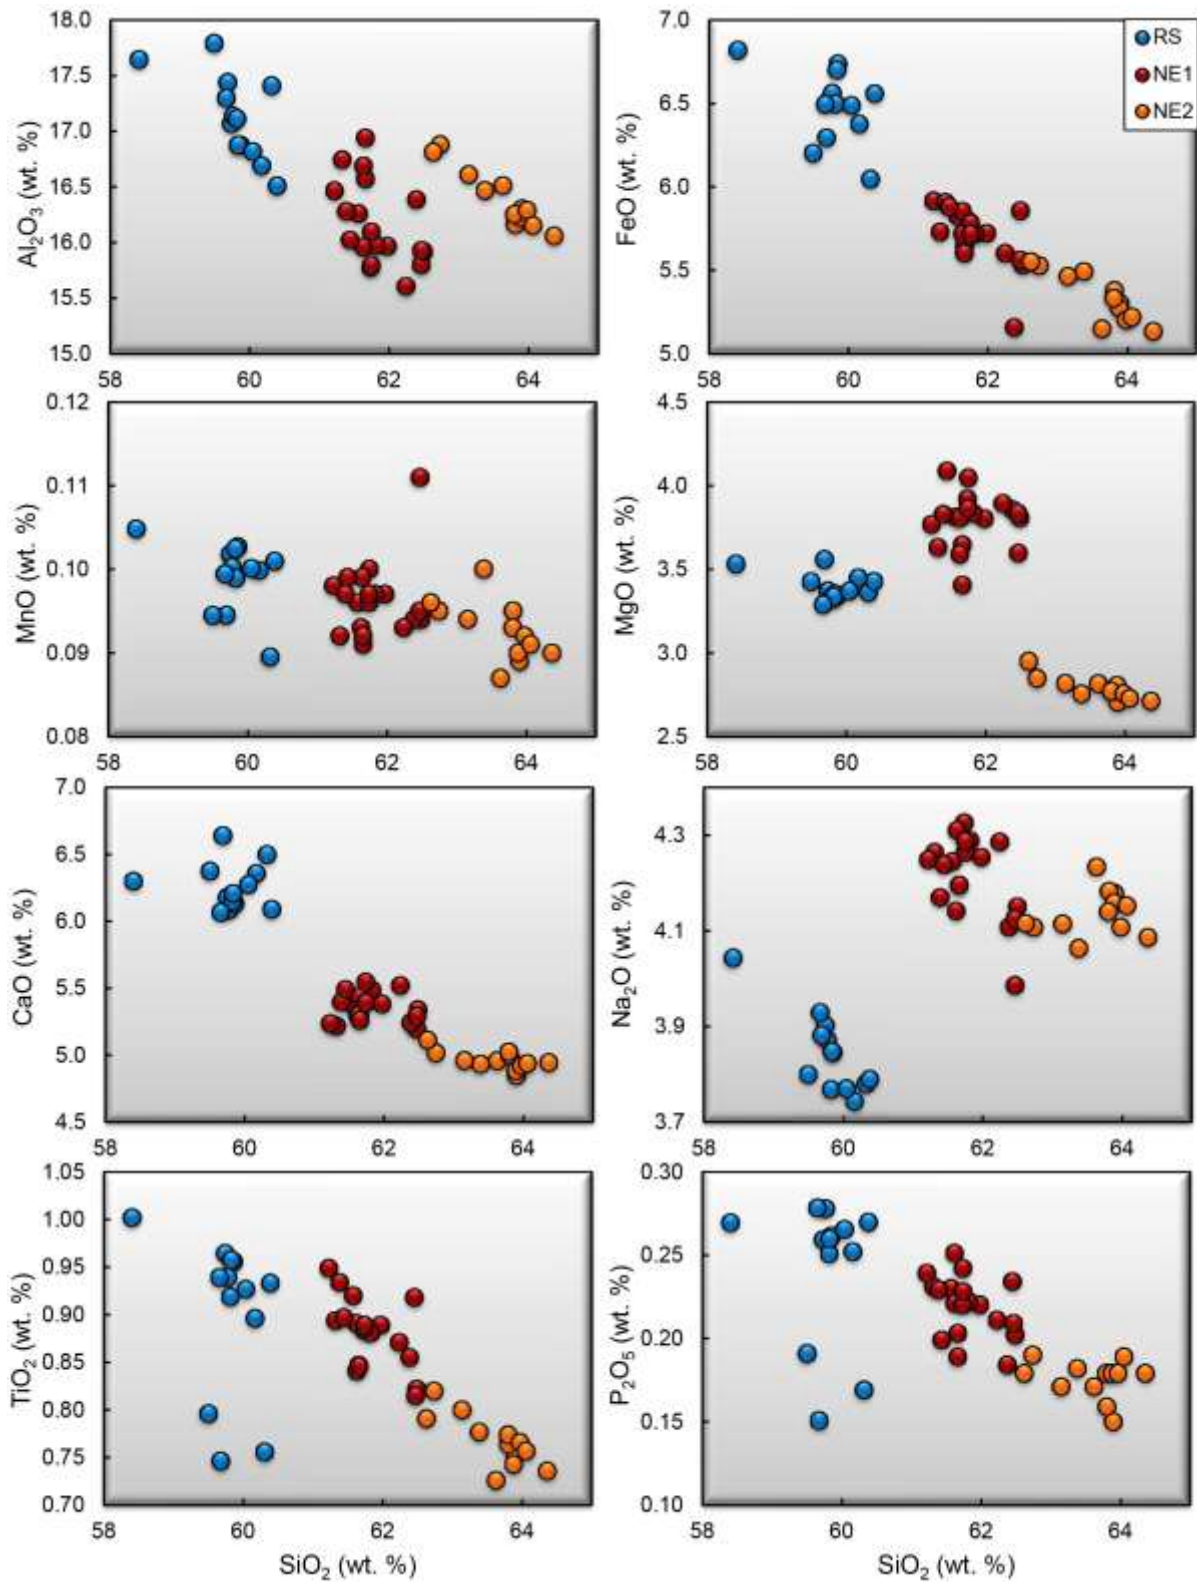 Al₂O₃ (wt. %)
18.0
17.5
17.0
16.5
16.0
15.5
15.0
58 60 62 64
FeO (wt. %)
7.0
6.5
6.0
5.5
5.0
58 60 62 64
RS
NE1
NE2
MnO (wt. %)
0.12
0.11
0.10
0.09
0.08
58 60 62 64
MgO (wt. %)
4.5
4.0
3.5
3.0
2.5
58 60 62 64
CaO (wt. %)
7.0
6.5
6.0
5.5
5.0
4.5
58 60 62 64
Na₂O (wt. %)
4.3
4.1
3.9
3.7
58 60 62 64
TiO₂ (wt. %)
1.05
1.00
0.95
0.90
0.85
0.80
0.75
0.70
58 60 62 64
SiO₂ (wt. %)
P₂O₅ (wt. %)
0.30
0.25
0.20
0.15
0.10
58 60 62 64
SiO₂ (wt. %)